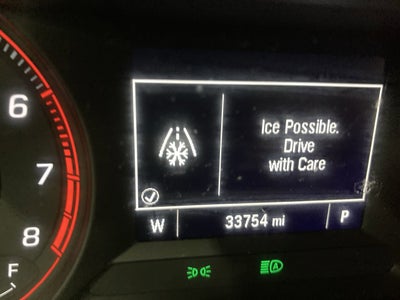 6
7
8
F
Ice Possible.
Drive
with Care
W 33754 mi P
A